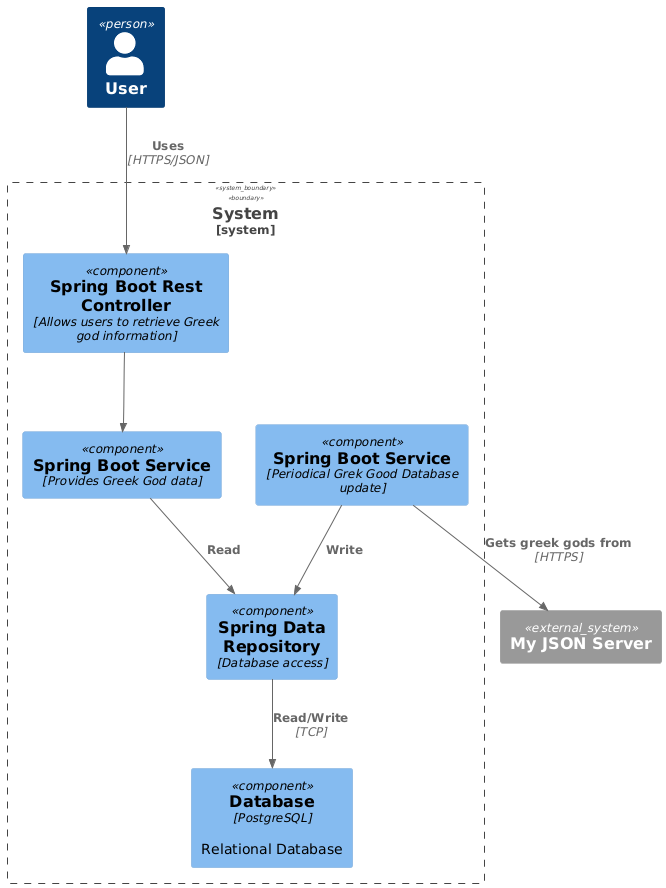 «person»
User
Uses
[HTTPS/JSON]
«system_boundary»
«boundary»
System
[system]
«component»
Spring Boot Rest
Controller
[Allows users to retrieve Greek
god information]
«component»
Spring Boot Service
[Provides Greek God data]
«component»
Spring Boot Service
[Periodical Grek Good Database
update]
Read
Write
Gets greek gods from
[HTTPS]
«component»
Spring Data
Repository
[Database access]
«external_system»
My JSON Server
Read/Write
[TCP]
«component»
Database
[PostgreSQL]
Relational Database